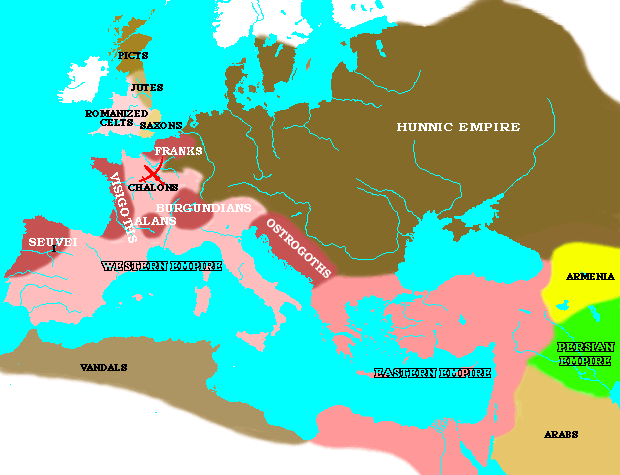 PICTS
JUTES
ROMANIZED
CELTS
SAXONS
HUNNIC EMPIRE
FRANKS
CHALONS
VISIGOTHS
BURGUNDIANS
ALANS
SEUVEI
OSTROGOTHS
WESTERN EMPIRE
ARMENIA
PERSIAN
EMPIRE
VANDALS
EASTERN EMPIRE
ARABS